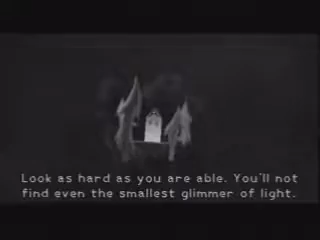 Look as hard as you are able. You'll not
find even the smallest glimmer of light.